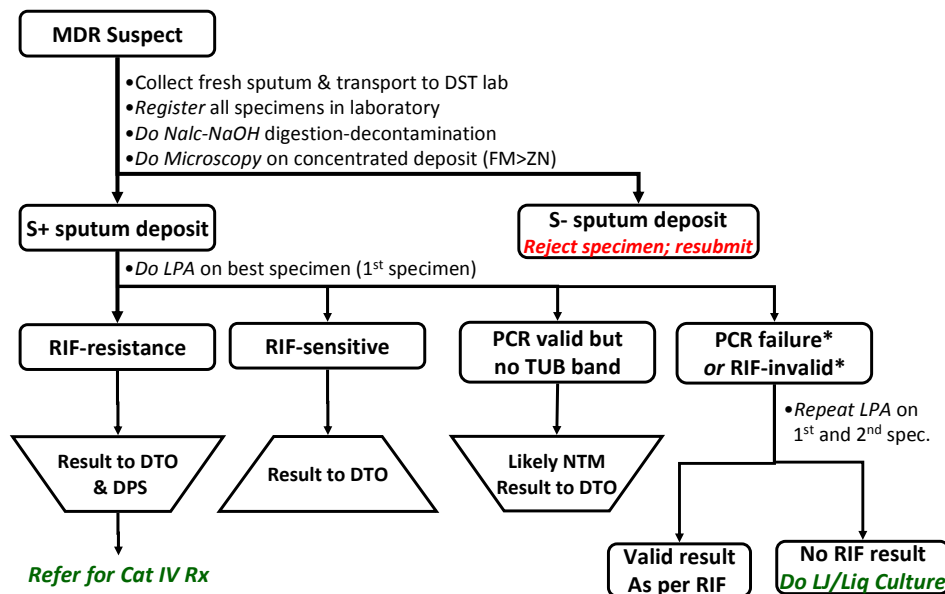 MDR Suspect
•Collect fresh sputum & transport to DST lab
•Register all specimens in laboratory
•Do Nalc-NaOH digestion-decontamination
•Do Microscopy on concentrated deposit (FM>ZN)
S+ sputum deposit
S- sputum deposit
Reject specimen; resubmit
•Do LPA on best specimen (1st specimen)
RIF-resistance
RIF-sensitive
PCR valid but
no TUB band
PCR failure*
or RIF-invalid*
•Repeat LPA on
1st and 2nd spec.
Result to DTO
& DPS
Result to DTO
Likely NTM
Result to DTO
Refer for Cat IV Rx
Valid result
As per RIF
No RIF result
Do LJ/Liq Culture